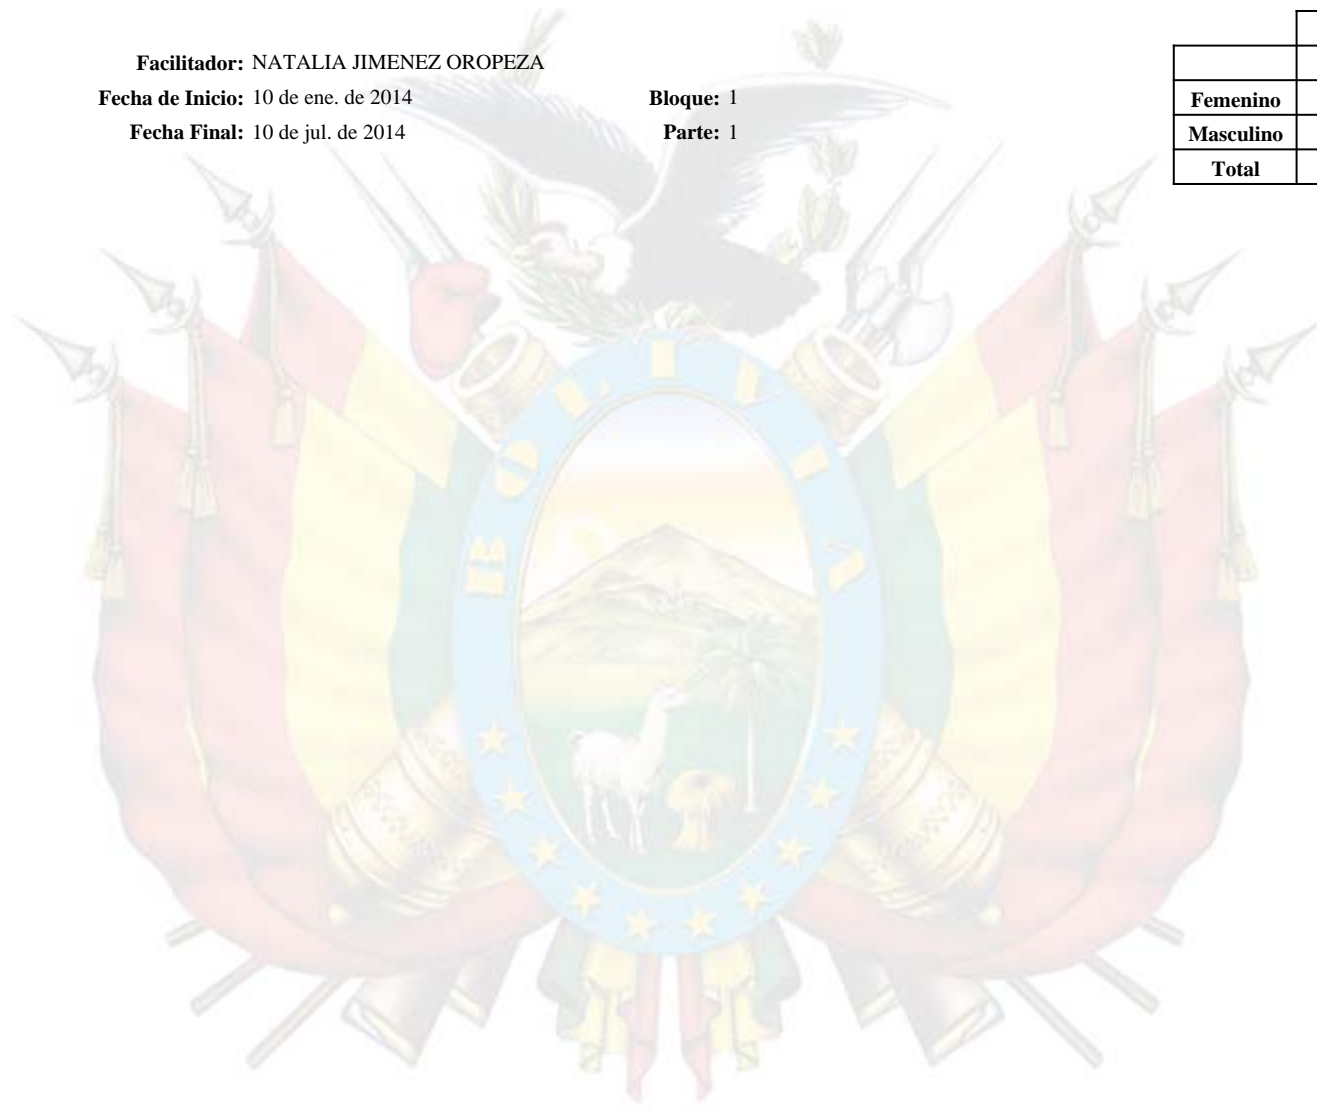 Facilitador: NATALIA JIMENEZ OROPEZA
Fecha de Inicio: 10 de ene. de 2014 Bloque: 1
Fecha Final: 10 de jul. de 2014 Parte: 1
Femenino
Masculino
Total
BOLIVIA